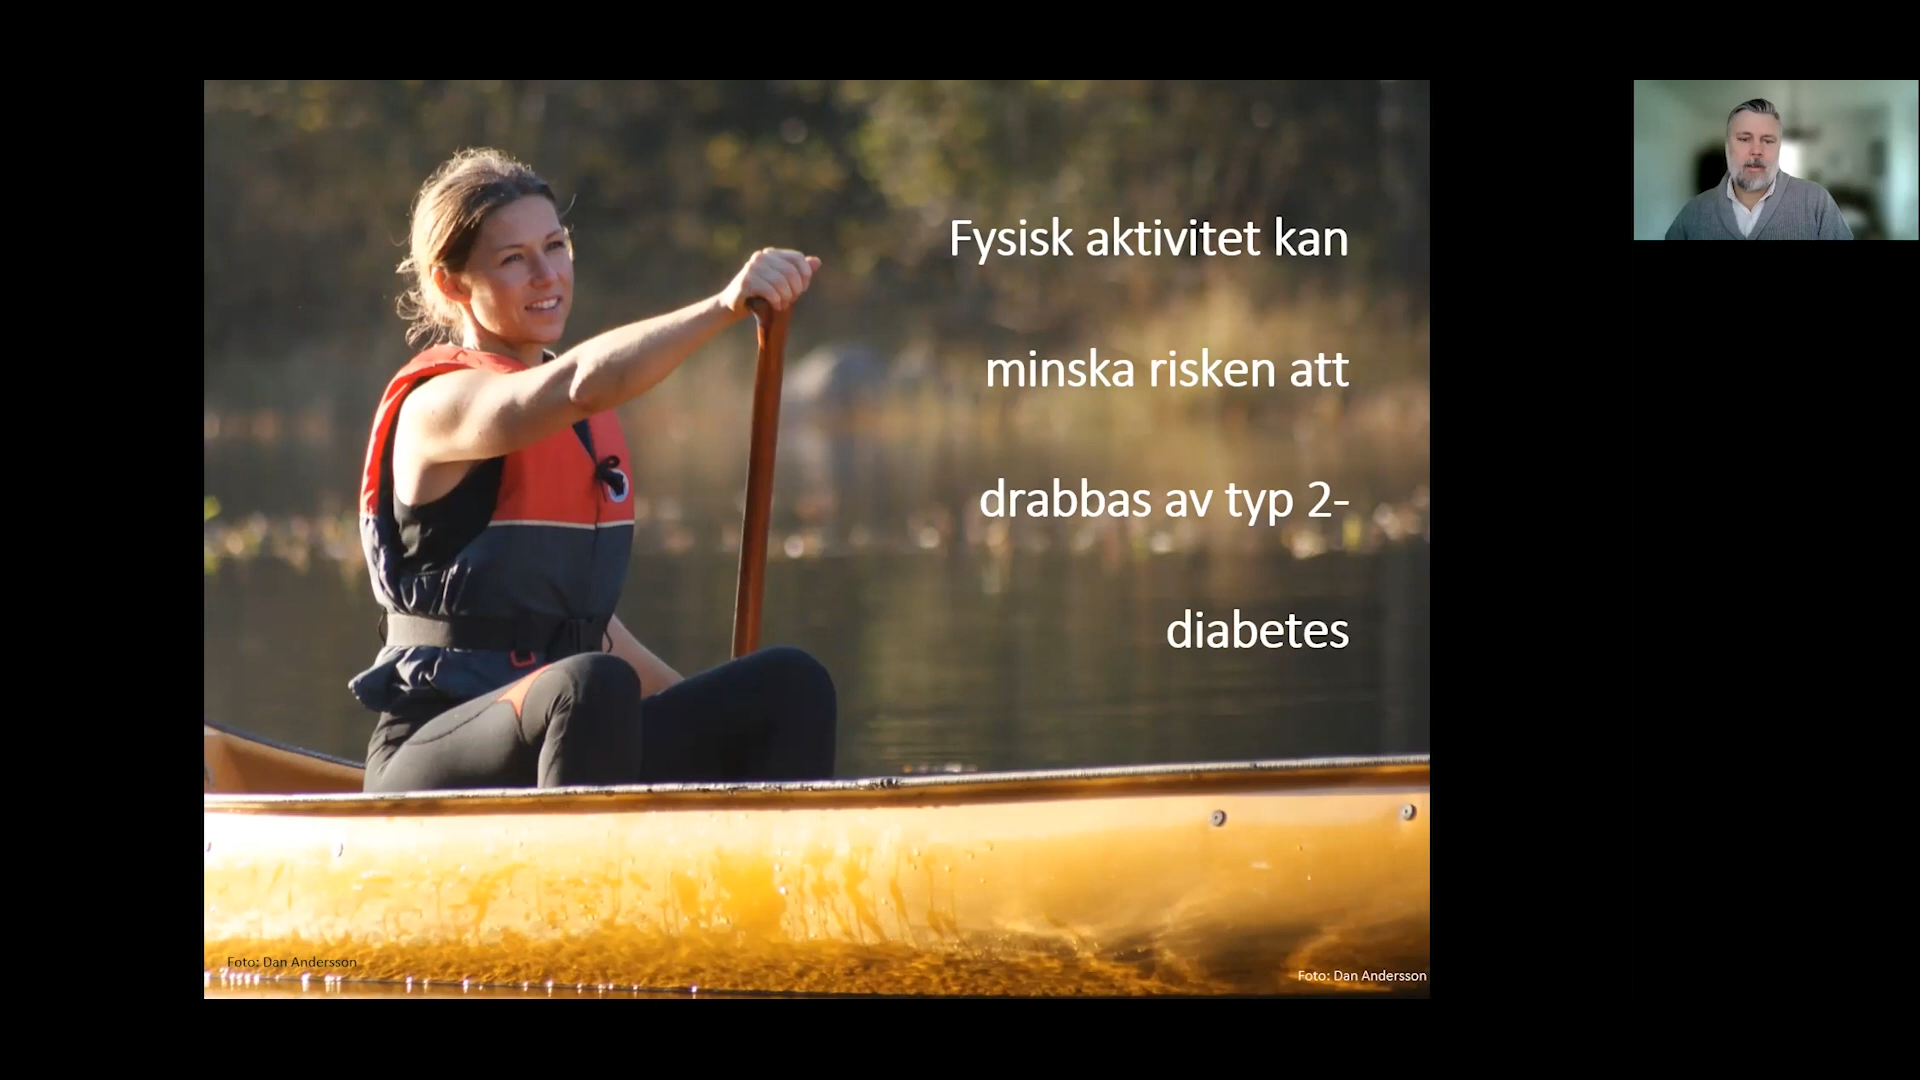 Fysisk aktivitet kan
minska risken att
drabbas av typ 2-
diabetes
Foto: Dan Andersson
Foto: Dan Andersson